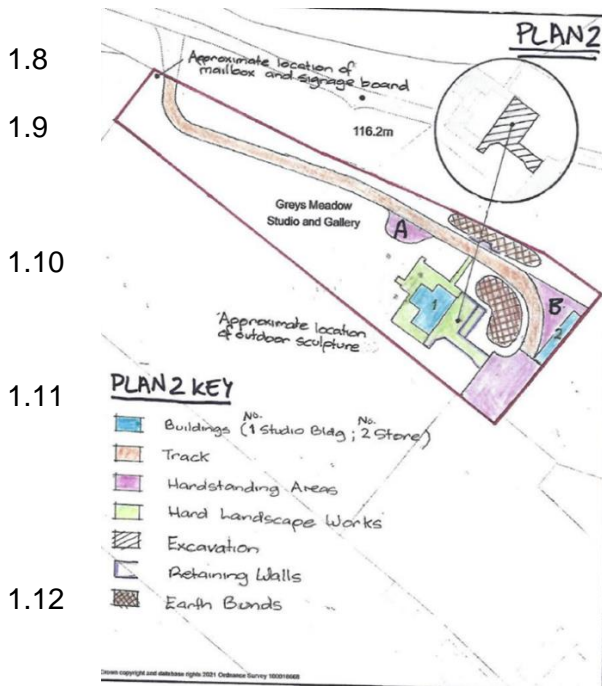 PLAN2
1.8
Approximate location of
mailbox and signage board
1.9
116.2m
Greys Meadow
Studio and Gallery
A
1.10
B
1
2
Approximate location
of outdoor sculpture
1.11
PLAN 2 KEY
Buildings (No. 1 Studio Bldg ; No. 2 Store)
Track
Hardstanding Areas
Hard Landscape Works
Excavation
Retaining Walls
1.12
Earth Bunds
Crown copyright and database rights 2021 Ordnance Survey